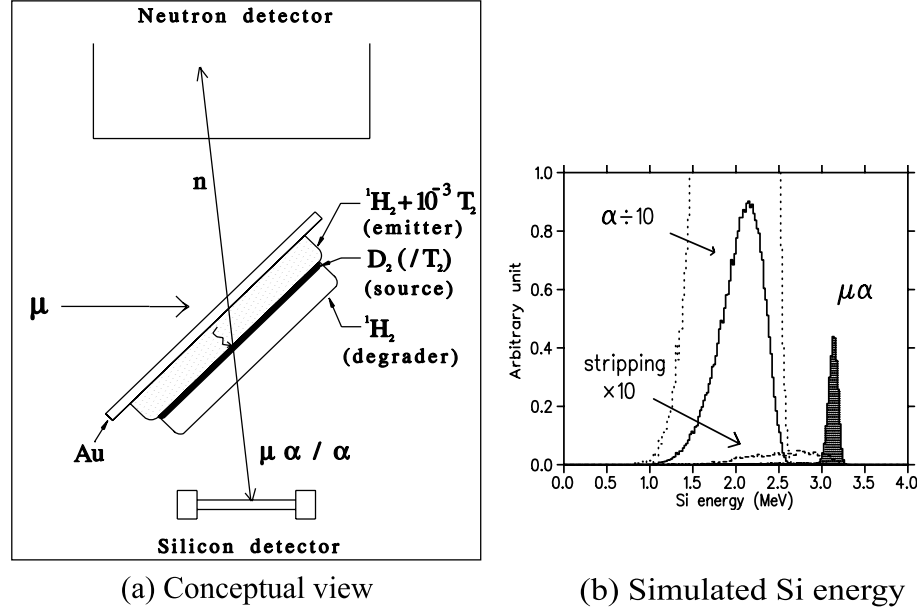 Neutron detector
n
¹H₂+10⁻³ T₂
(emitter)
D₂ (/T₂)
(source)
μ
¹H₂
(degrader)
Au
μ α / α
Silicon detector
(a) Conceptual view
1.0
0.8
0.6
0.4
0.2
0.0
Arbitrary unit
α÷10
μα
stripping
×10
0.0 0.5 1.0 1.5 2.0 2.5 3.0 3.5 4.0
Si energy (MeV)
(b) Simulated Si energy